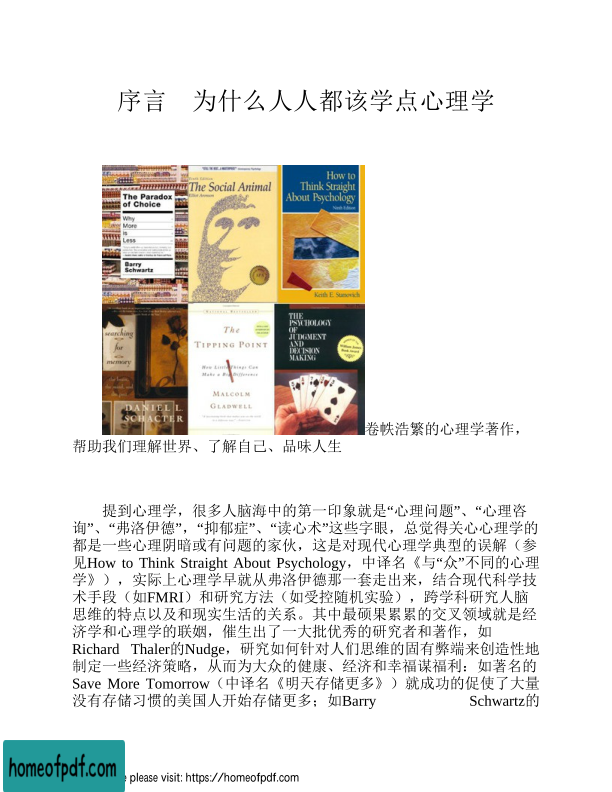 序言 为什么人人都该学点心理学
The Paradox
of Choice
Why
More
is
Less
Barry
Schwartz
The Social Animal
How to
Think Straight
About Psychology
Ninth Edition
Keith E. Stanovich
searching
for
memory
DANIEL L.
SCHACTER
The
TIPPING POINT
How Little Things Can
Make a Big Difference
MALCOLM
GLADWELL
THE
PSYCHOLOGY
OF
JUDGMENT
AND
DECISION
MAKING
卷帙浩繁的心理学著作，
帮助我们理解世界、了解自己、品味人生
提到心理学，很多人脑海中的第一印象就是“心理问题”、“心理咨
询”、“弗洛伊德”，“抑郁症”、“读心术”这些字眼，总觉得关心心理学的
都是一些心理阴暗或有问题的家伙，这是对现代心理学典型的误解（参
见How to Think Straight About Psychology，中译名《与“众”不同的心理
学》），实际上心理学早就从弗洛伊德那一套走出来，结合现代科学技
术手段（如FMRI）和研究方法（如受控随机实验），跨学科研究人脑
思维的特点以及和现实生活的关系。其中最硕果累累的交叉领域就是经
济学和心理学的联姻，催生出了一大批优秀的研究者和著作，如
Richard Thaler的Nudge，研究如何针对人们思维的固有弊端来创造性地
制定一些经济策略，从而为大众的健康、经济和幸福谋福利：如著名的
Save More Tomorrow（中译名《明天存储更多》）就成功的促使了大量
没有存储习惯的美国人开始存储更多；如Barry Schwartz的
homeofpdf.com
e please visit: https://homeofpdf.com